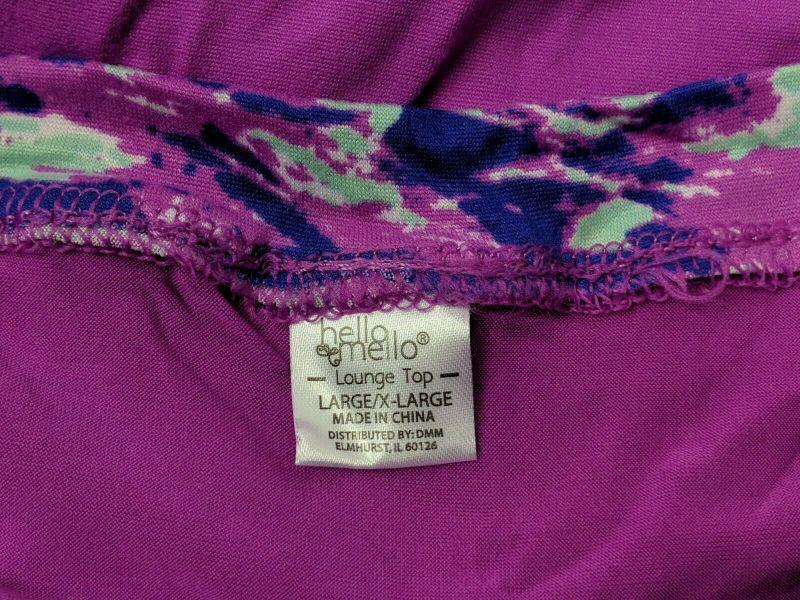 hello
mello®
— Lounge Top —
LARGE/X-LARGE
MADE IN CHINA
DISTRIBUTED BY: DMM
ELMHURST, IL 60126